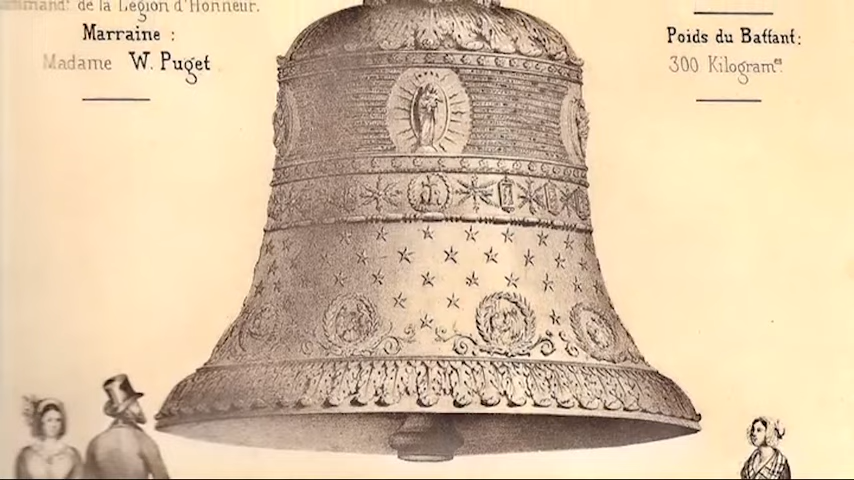 de la Légion d'Honneur.
Marraine :
Madame W. Puget
Poids du Battant:
300 Kilogram.es